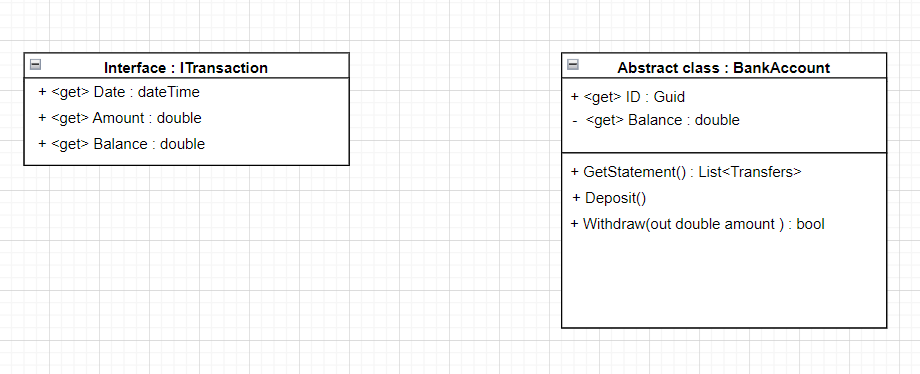 Interface : ITransaction
+ <get> Date : dateTime
+ <get> Amount : double
+ <get> Balance : double
Abstract class : BankAccount
+ <get> ID : Guid
- <get> Balance : double
+ GetStatement() : List<Transfers>
+ Deposit()
+ Withdraw(out double amount ) : bool